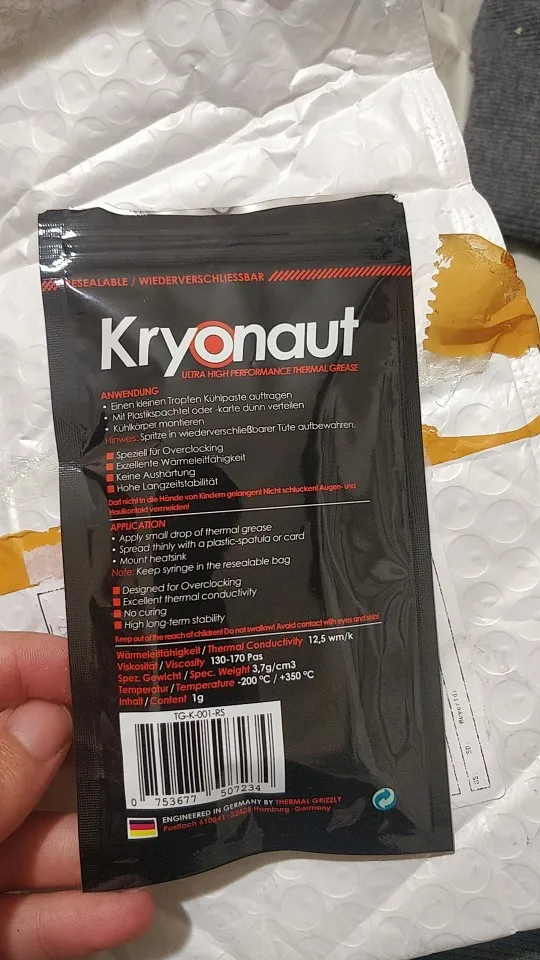 RESEALABLE / WIEDERVERSCHLIESSBAR
Kryonaut
ULTRA HIGH PERFORMANCE THERMAL GREASE
ANWENDUNG
• Einen kleinen Tropfen Kühlpaste auftragen
• Mit Plastikspachtel oder -karte dünn verteilen
• Kühlkörper montieren
Hinweis: Spritze in wiederverschließbarer Tüte aufbewahren.
Speziell für Overclocking
Exzellente Wärmeleitfähigkeit
Keine Aushärtung
Hohe Langzeitstabilität
Darf nicht in die Hände von Kindern gelangen! Nicht schlucken! Augen- und
Hautkontakt vermeiden!
APPLICATION
• Apply small drop of thermal grease
• Spread thinly with a plastic-spatula or card
• Mount heatsink
Note: Keep syringe in the resealable bag
Designed for Overclocking
Excellent thermal conductivity
No curing
High long-term stability
Keep out of the reach of children! Do not swallow! Avoid contact with eyes and skin!
Wärmeleitfähigkeit / Thermal Conductivity 12,5 wm/k
Viskosität / Viscosity 130-170 Pas
Spez. Gewicht / Spec. Weight 3,7g/cm3
Temperatur / Temperature -200 °C / +350 °C
Inhalt / Content 1g
TG-K-001-RS
0 753677 507234
ENGINEERED IN GERMANY BY THERMAL GRIZZLY
Postfach 610641 · 22426 Hamburg · Germany